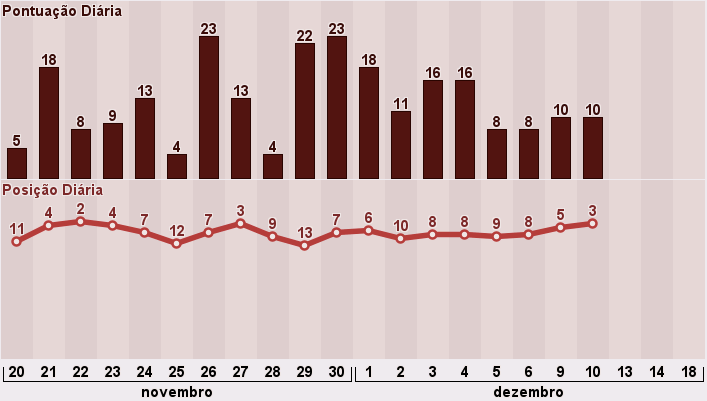 Pontuação Diária
5 18 8 9 13 4 23 13 4 22 23 18 11 16 16 8 8 10 10
Posição Diária
11 4 2 4 7 12 7 3 9 13 7 6 10 8 8 9 8 5 3
20 21 22 23 24 25 26 27 28 29 30 1 2 3 4 5 6 9 10 13 14 18
novembro dezembro